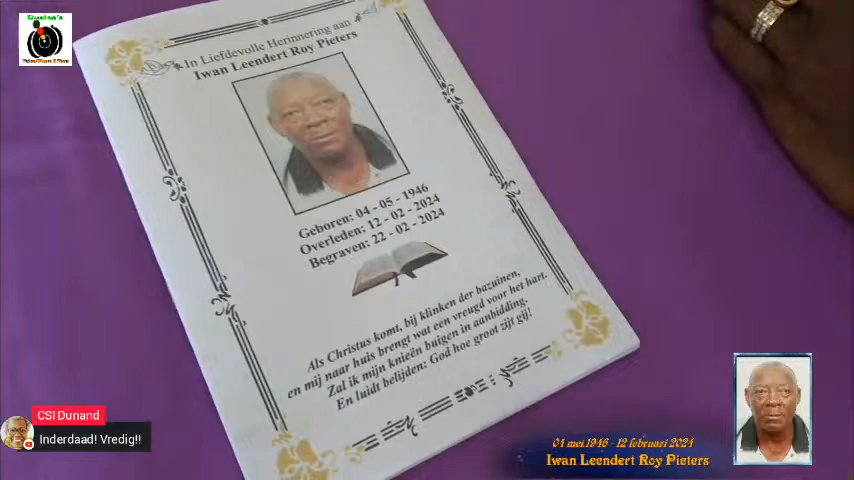 In Liefdevolle Herinnering aan
Iwan Leendert Roy Pieters
Geboren: 04 - 05 - 1946
Overleden: 12 - 02 - 2024
Begraven: 22 - 02 - 2024
Als Christus komt, bij klinken der bazuinen,
en mij naar huis brengt wat een vreugd voor het hart.
Zal ik mijn knieën buigen in aanbidding.
En luidt belijden: God hoe groot zijt gij!
CSI Dunand
Inderdaad! Vredig!!
04 mei 1946 - 12 februari 2024
Iwan Leendert Roy Pieters